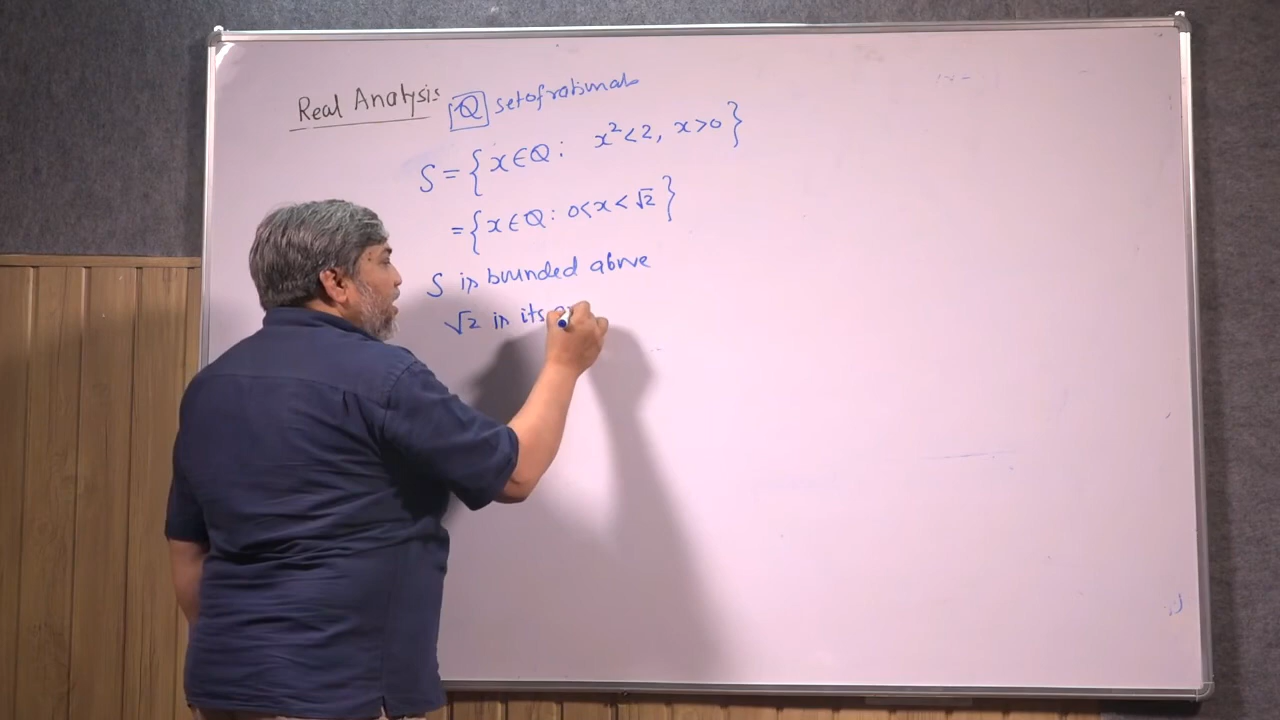 Real Analysis
Q set of rationals
S = { x ∈ Q : x² < 2, x > 0 }
= { x ∈ Q : 0 < x < √2 }
S is bounded above
√2 is its